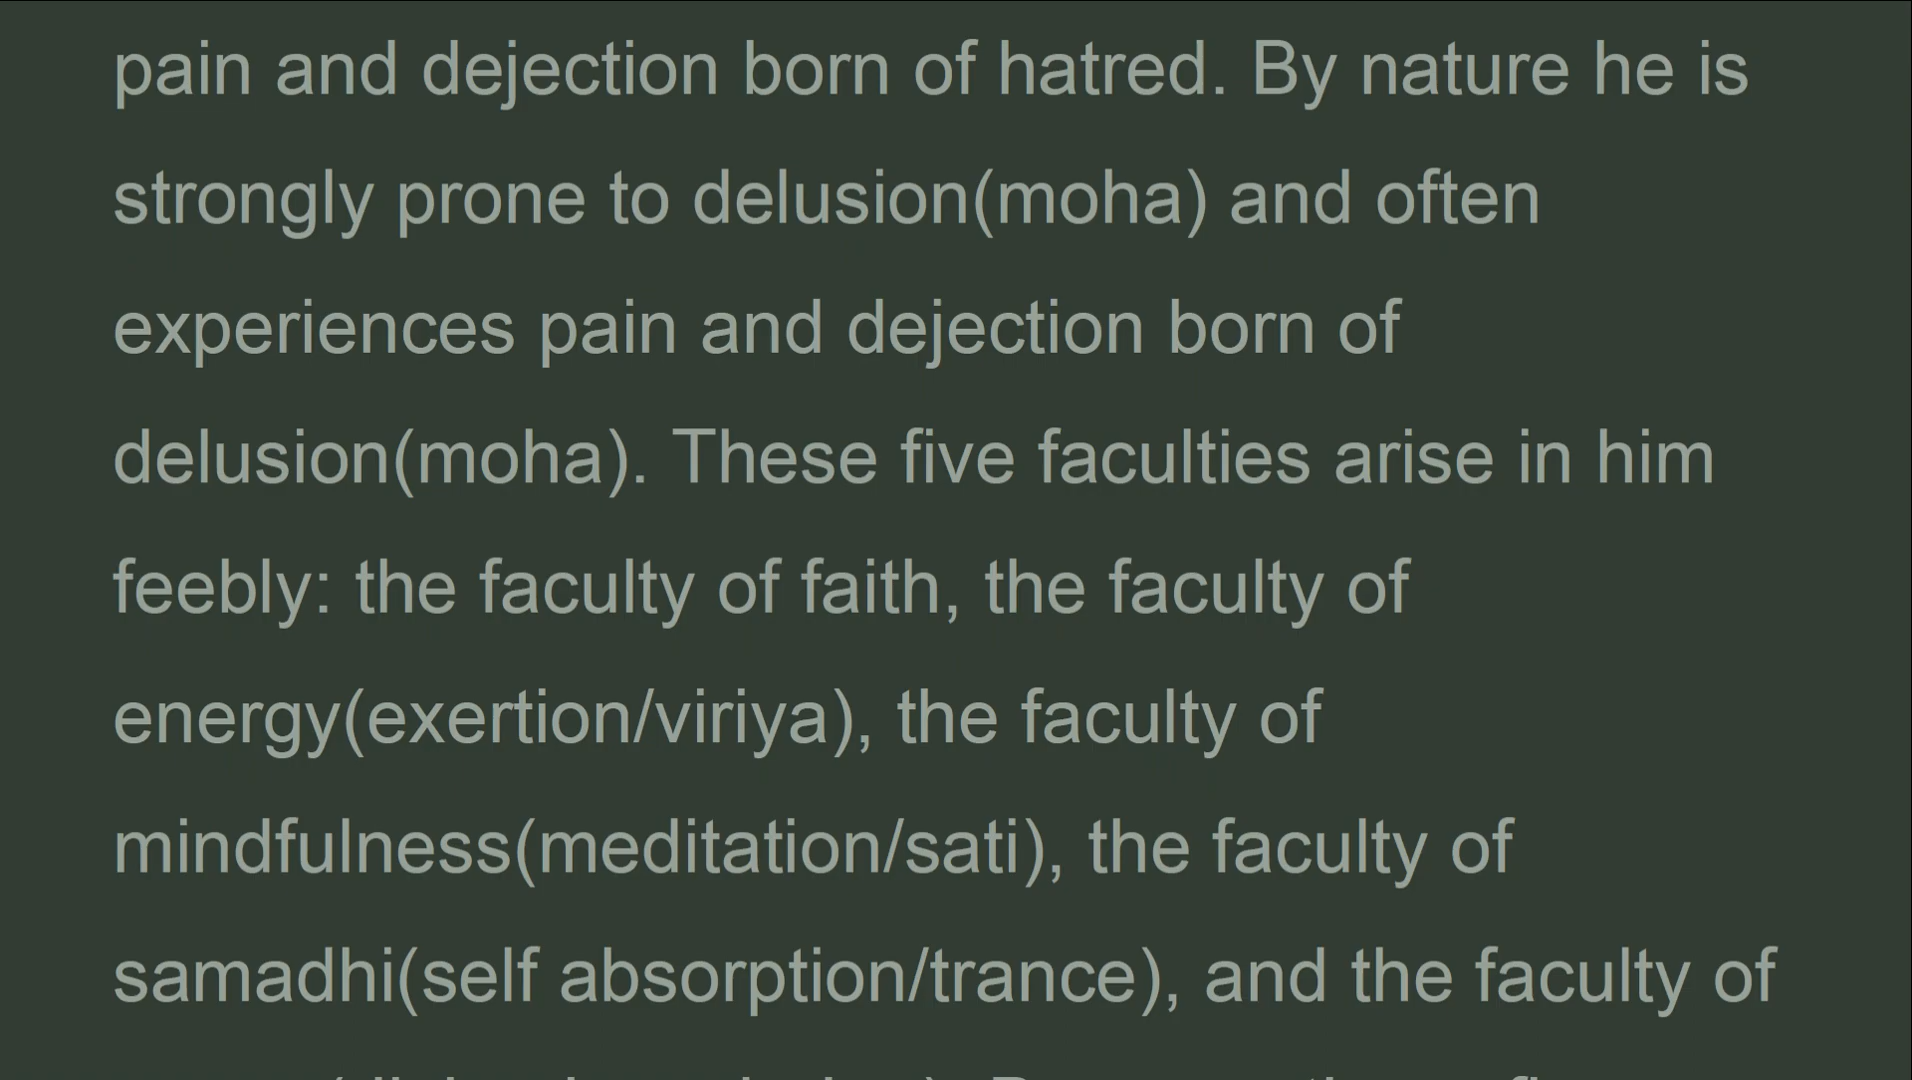 pain and dejection born of hatred. By nature he is
strongly prone to delusion(moha) and often
experiences pain and dejection born of
delusion(moha). These five faculties arise in him
feebly: the faculty of faith, the faculty of
energy(exertion/viriya), the faculty of
mindfulness(meditation/sati), the faculty of
samadhi(self absorption/trance), and the faculty of